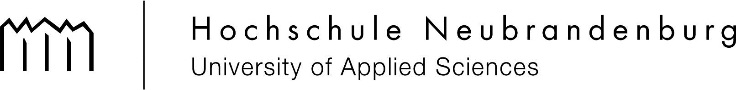 Hochschule Neubrandenburg
University of Applied Sciences